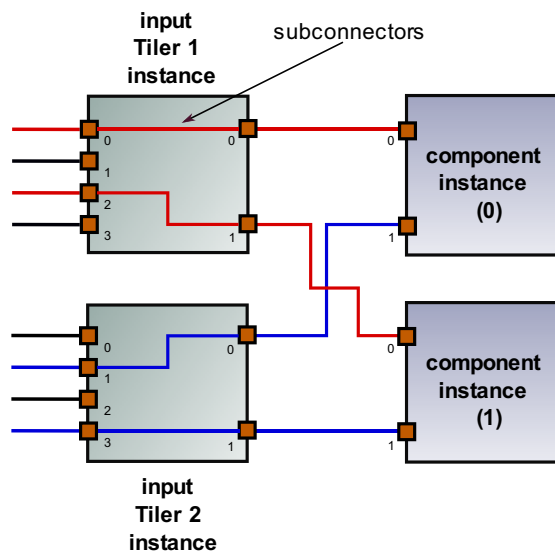 input
Tiler 1
instance
subconnectors
0
0
0
1
component
instance
(0)
2
3
1
1
0
0
0
1
component
instance
(1)
2
3
1
1
input
Tiler 2
instance